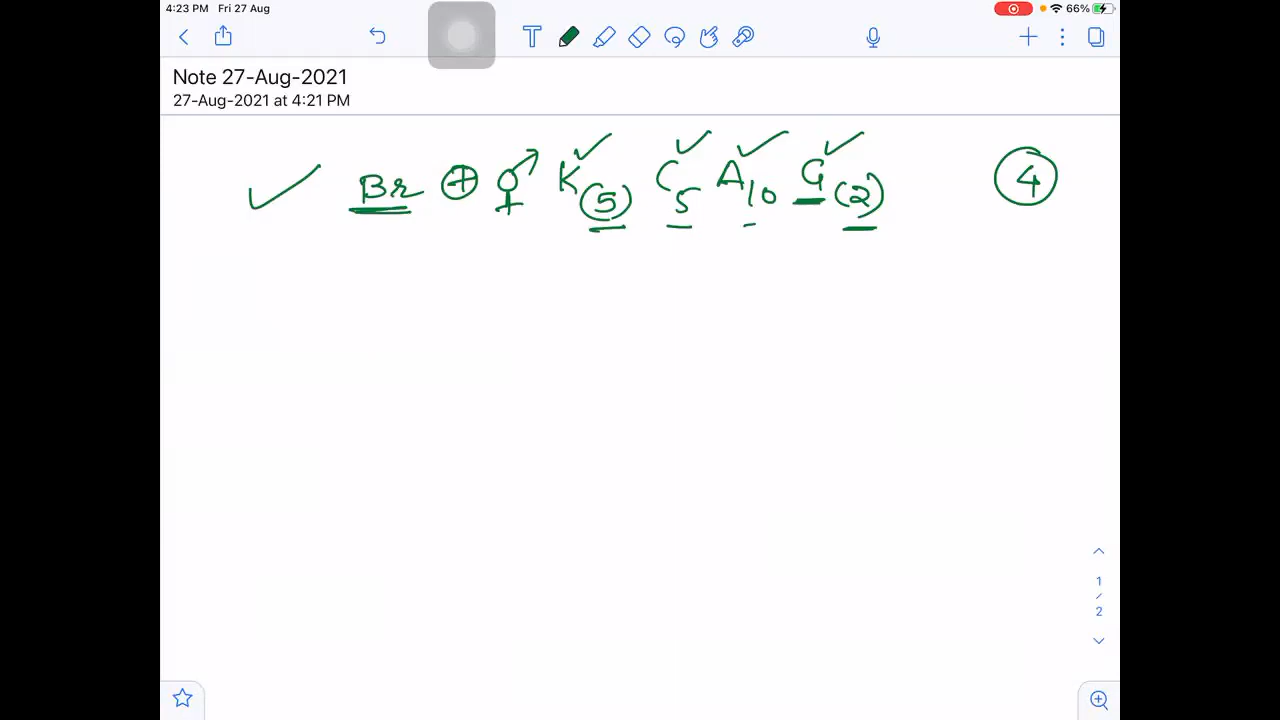 4:23 PM Fri 27 Aug 66%
T
Note 27-Aug-2021
27-Aug-2021 at 4:21 PM
✓ Br ⊕ ⚥ K(5) C5 A10 G(2) 4
1
/
2